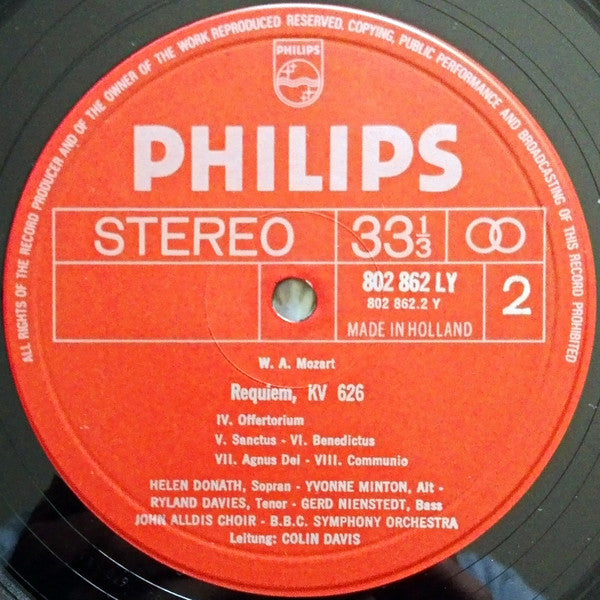 ALL RIGHTS OF THE RECORD PRODUCER AND OF THE OWNER OF THE WORK REPRODUCED RESERVED. COPYING, PUBLIC PERFORMANCE AND BROADCASTING OF THIS RECORD PROHIBITED
PHILIPS
PHILIPS
STEREO 33 1/3
802 862 LY
802 862.2 Y
2
MADE IN HOLLAND
W. A. Mozart
Requiem, KV 626
IV. Offertorium
V. Sanctus - VI. Benedictus
VII. Agnus Dei - VIII. Communio
HELEN DONATH, Sopran - YVONNE MINTON, Alt -
RYLAND DAVIES, Tenor - GERD NIENSTEDT, Bass
JOHN ALLDIS CHOIR - B.B.C. SYMPHONY ORCHESTRA
Leitung: COLIN DAVIS